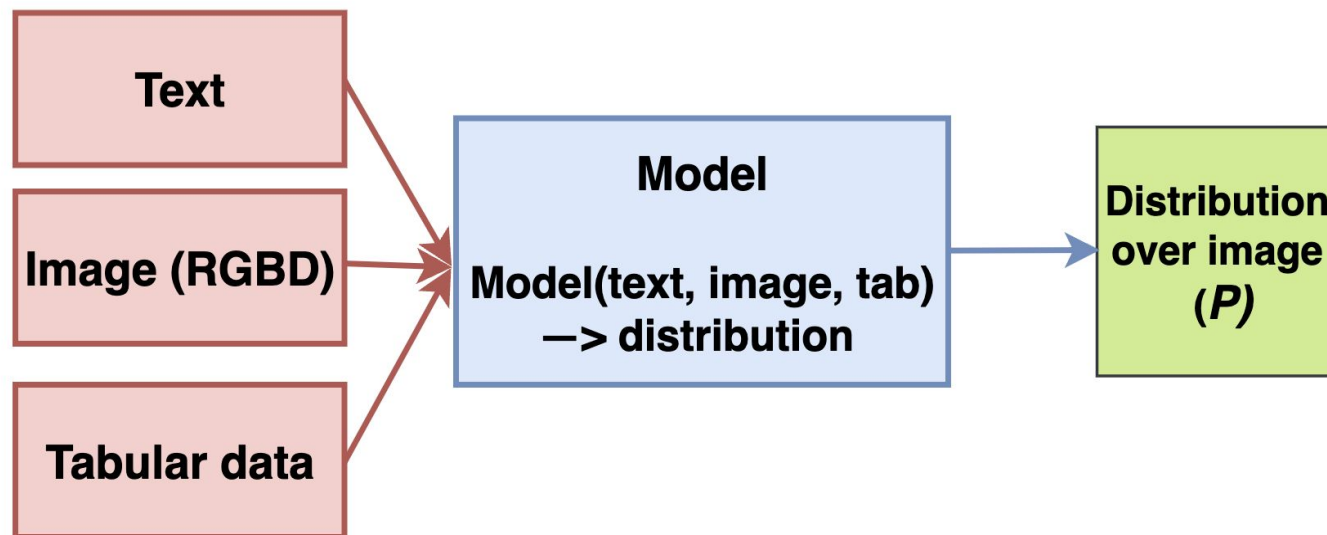 Text
Image (RGBD)
Tabular data
Model
Model(text, image, tab)
—> distribution
Distribution
over image
(P)